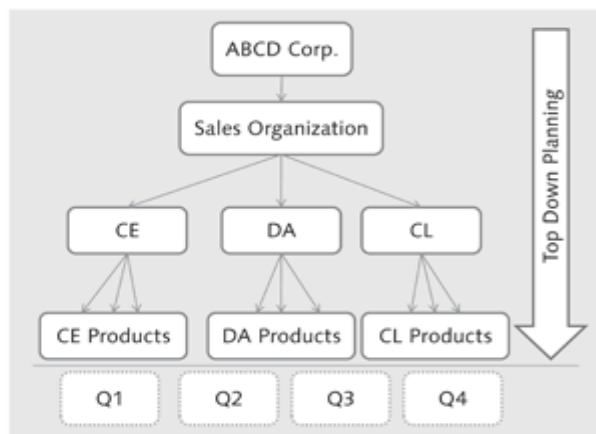 ABCD Corp.
Sales Organization
CE
DA
CL
CE Products
DA Products
CL Products
Q1
Q2
Q3
Q4
Top Down Planning